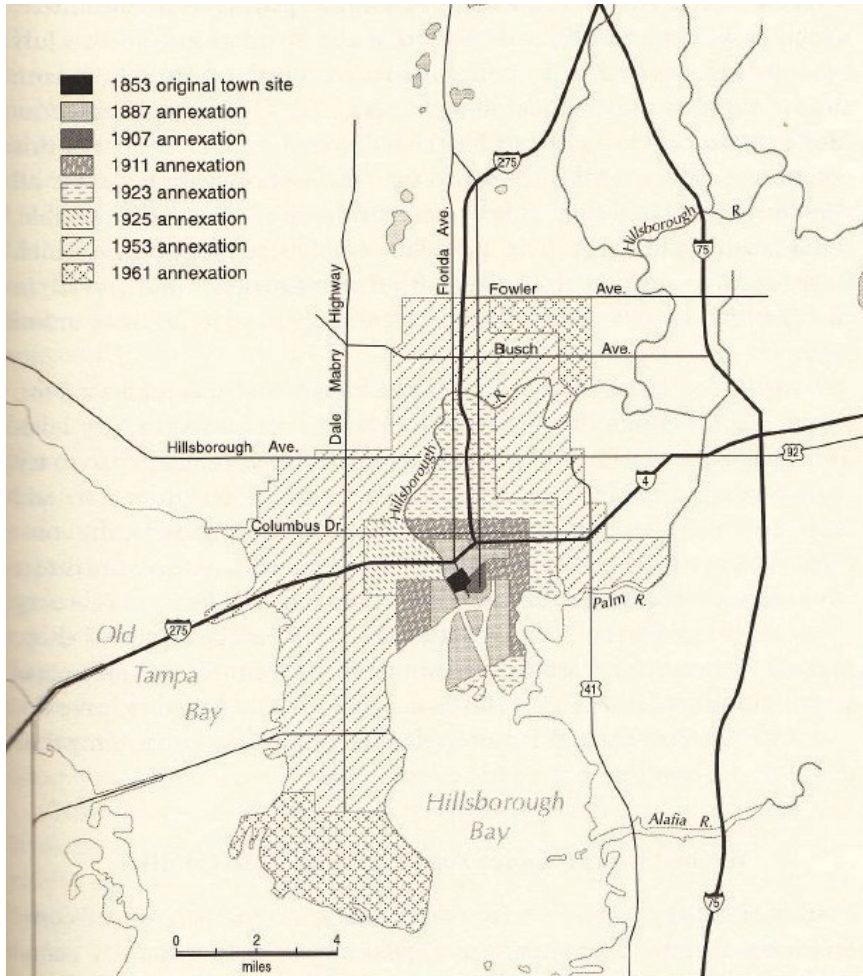 1853 original town site
1887 annexation
1907 annexation
1911 annexation
1923 annexation
1925 annexation
1953 annexation
1961 annexation
275
Florida Ave.
Hillsborough R.
75
Dale Mabry Highway
Fowler Ave.
Busch Ave.
Hillsborough R.
Hillsborough Ave.
92
4
Columbus Dr.
Palm R.
Old
Tampa
Bay
275
41
Hillsborough
Bay
Alafia R.
75
0 2 4
miles